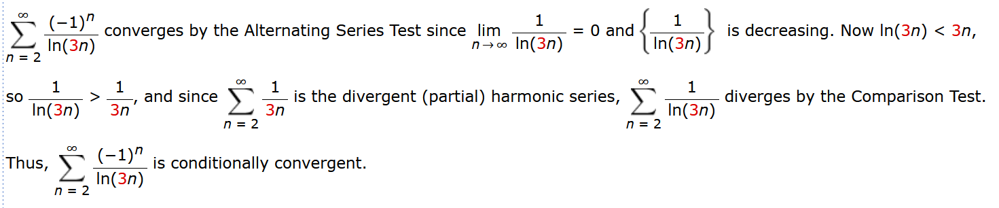 $\sum_{n=2}^{\infty} \frac{(-1)^n}{\ln(3n)}$ converges by the Alternating Series Test since $\lim_{n \to \infty} \frac{1}{\ln(3n)} = 0$ and $\left\{\frac{1}{\ln(3n)}\right\}$ is decreasing. Now $\ln(3n) < 3n$,
so $\frac{1}{\ln(3n)} > \frac{1}{3n}$, and since $\sum_{n=2}^{\infty} \frac{1}{3n}$ is the divergent (partial) harmonic series, $\sum_{n=2}^{\infty} \frac{1}{\ln(3n)}$ diverges by the Comparison Test.
Thus, $\sum_{n=2}^{\infty} \frac{(-1)^n}{\ln(3n)}$ is conditionally convergent.